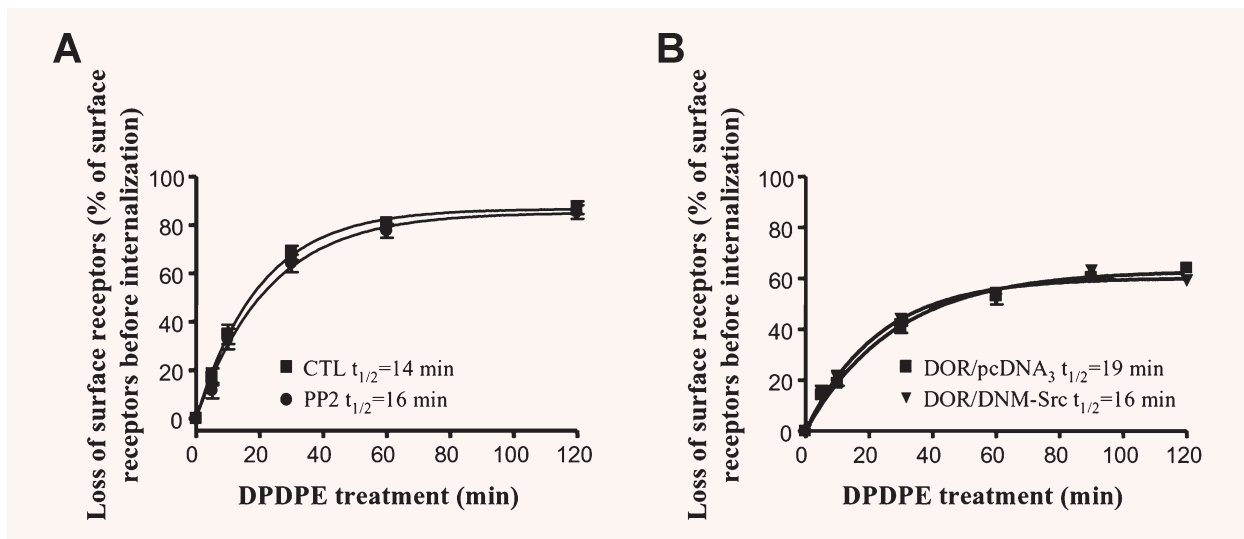 A
Loss of surface receptors (% of surface
receptors before internalization)
100
80
60
40
20
0
CTL t1/2=14 min
PP2 t1/2=16 min
0 20 40 60 80 100 120
DPDPE treatment (min)
B
Loss of surface receptors (% of surface
receptors before internalization)
100
80
60
40
20
0
DOR/pcDNA3 t1/2=19 min
DOR/DNM-Src t1/2=16 min
0 20 40 60 80 100 120
DPDPE treatment (min)